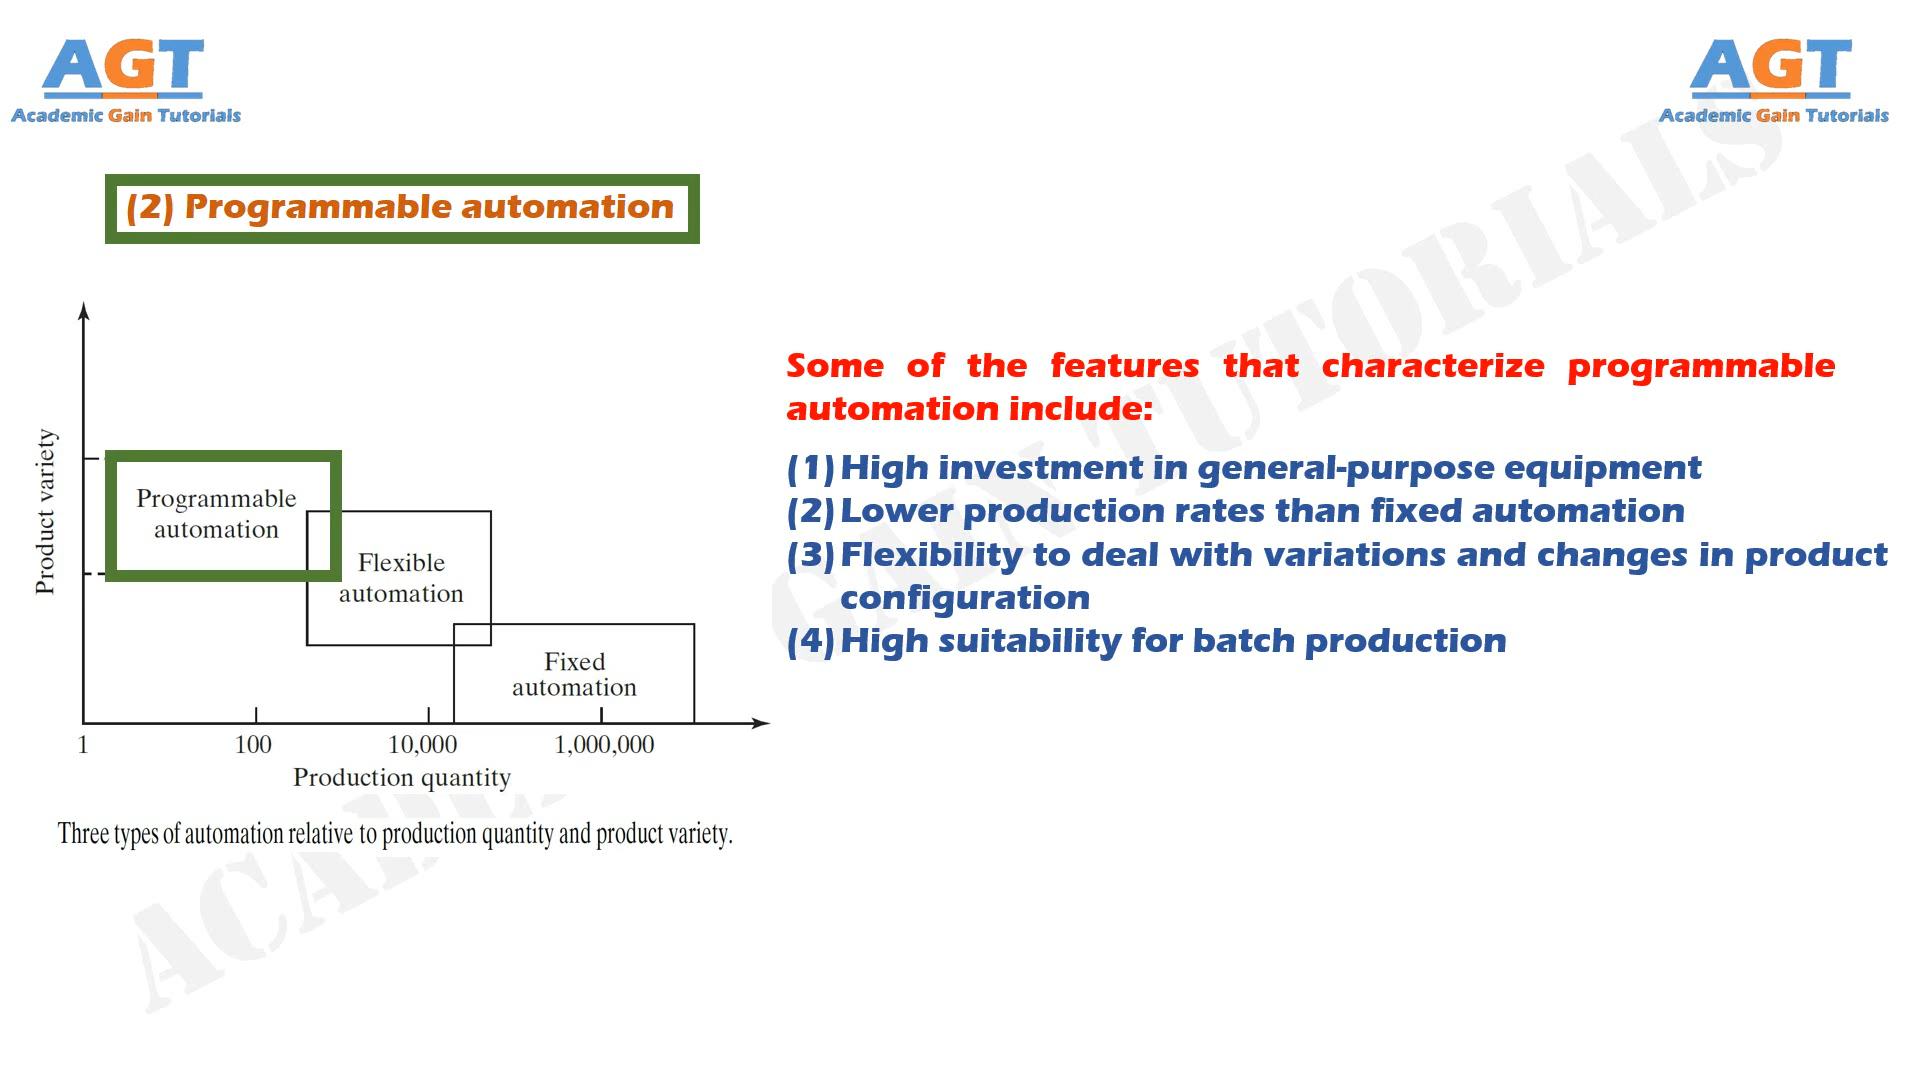 AGT
Academic Gain Tutorials
AGT
Academic Gain Tutorials
(2) Programmable automation
Product variety
Programmable
automation
Flexible
automation
Fixed
automation
1 100 10,000 1,000,000
Production quantity
Three types of automation relative to production quantity and product variety.
Some of the features that characterize programmable
automation include:
(1) High investment in general-purpose equipment
(2) Lower production rates than fixed automation
(3) Flexibility to deal with variations and changes in product
configuration
(4) High suitability for batch production
GAIN TUTORIALS